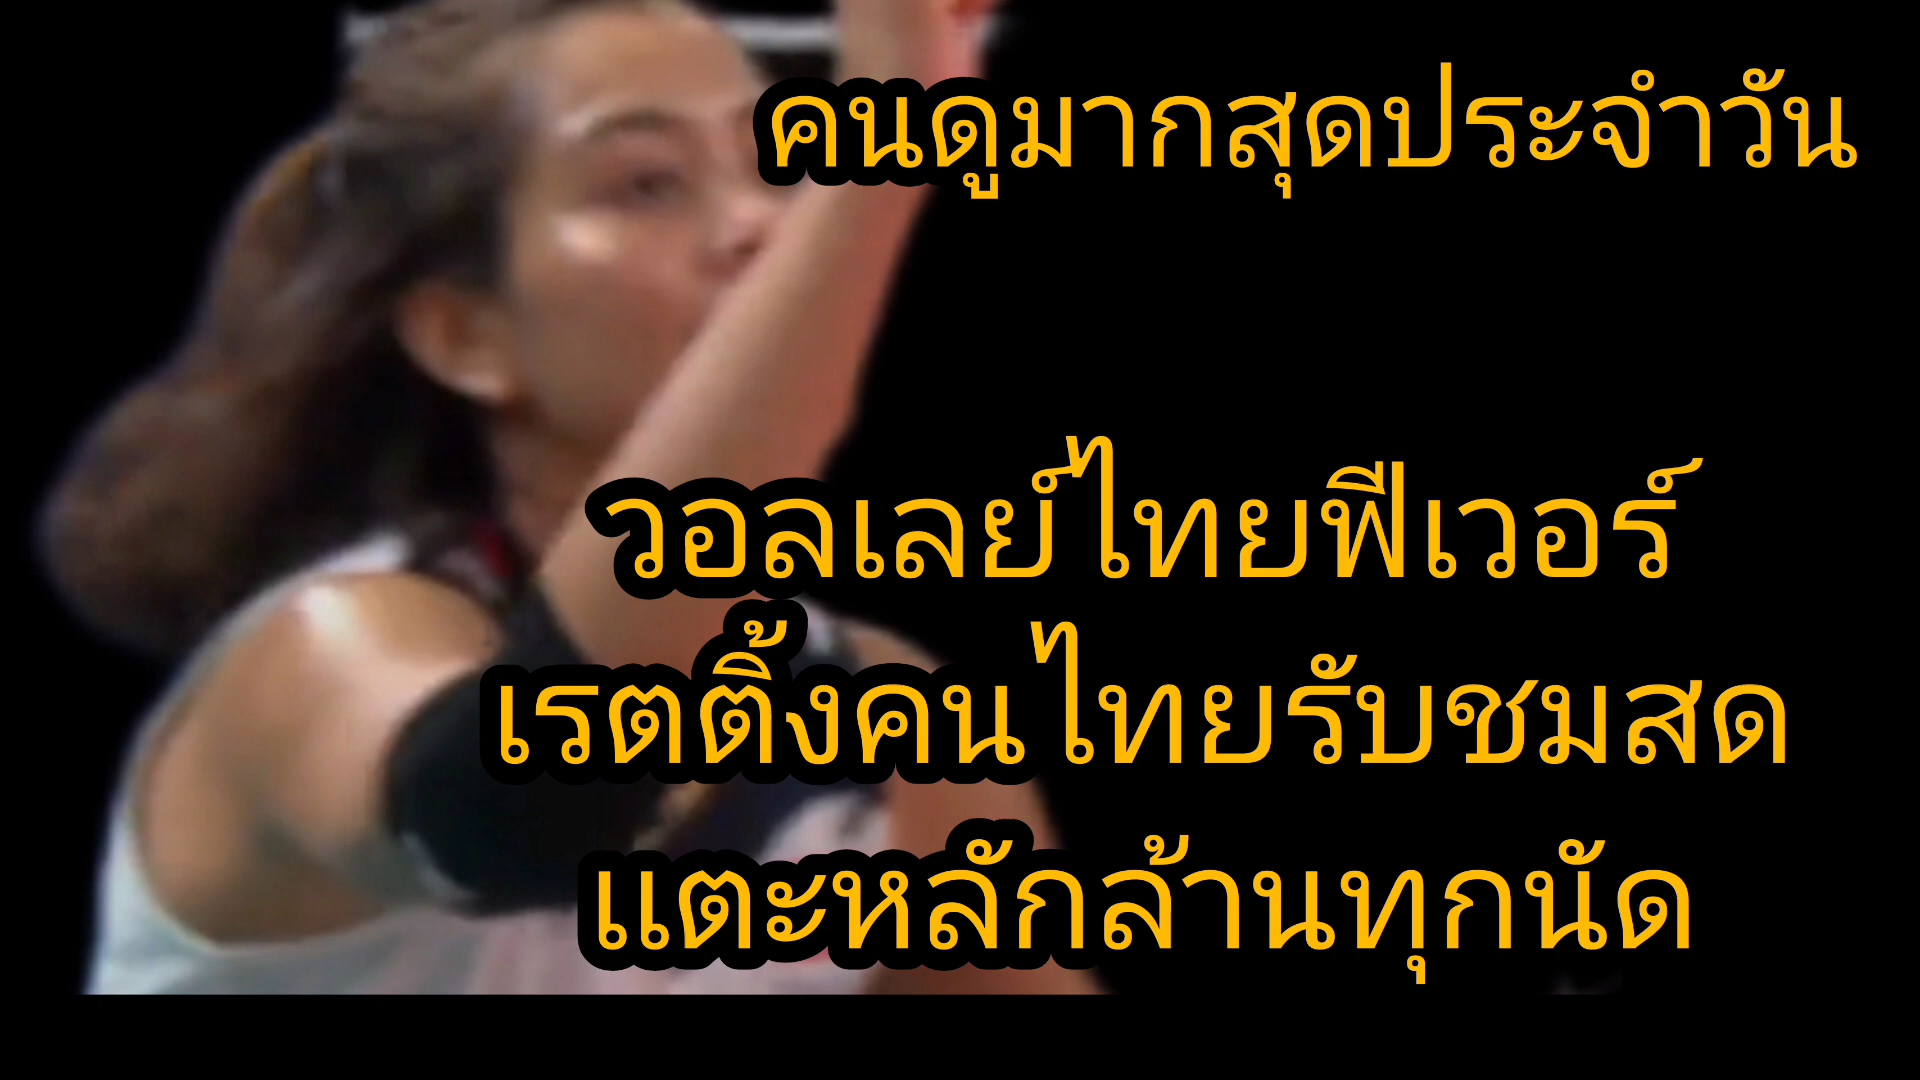 คนดูมากสุดประจำวัน
วอลเลย์ไทยฟีเวอร์
เรตติ้งคนไทยรับชมสด
แตะหลักล้านทุกนัด